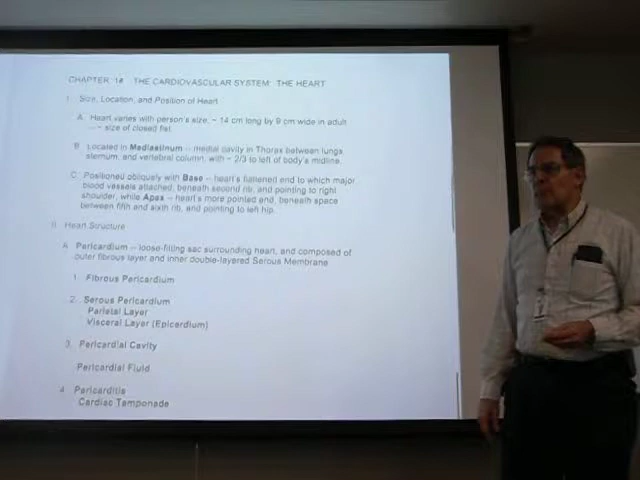 CHAPTER 18 THE CARDIOVASCULAR SYSTEM: THE HEART
I. Size, Location, and Position of Heart
A. Heart varies with person's size, ~ 14 cm long by 9 cm wide in adult
~ size of closed fist.
B. Located in Mediastinum -- medial cavity in Thorax between lungs,
sternum, and vertebral column, with ~ 2/3 to left of body's midline.
C. Positioned obliquely with Base -- heart's flattened end to which major
blood vessels attached, beneath second rib, and pointing to right
shoulder, while Apex -- heart's more pointed end, beneath space
between fifth and sixth rib, and pointing to left hip.
II. Heart Structure
A. Pericardium -- loose-fitting sac surrounding heart, and composed of
outer fibrous layer and inner double-layered Serous Membrane
1. Fibrous Pericardium
2. Serous Pericardium
Parietal Layer
Visceral Layer (Epicardium)
3. Pericardial Cavity
Pericardial Fluid
4. Pericarditis
Cardiac Tamponade